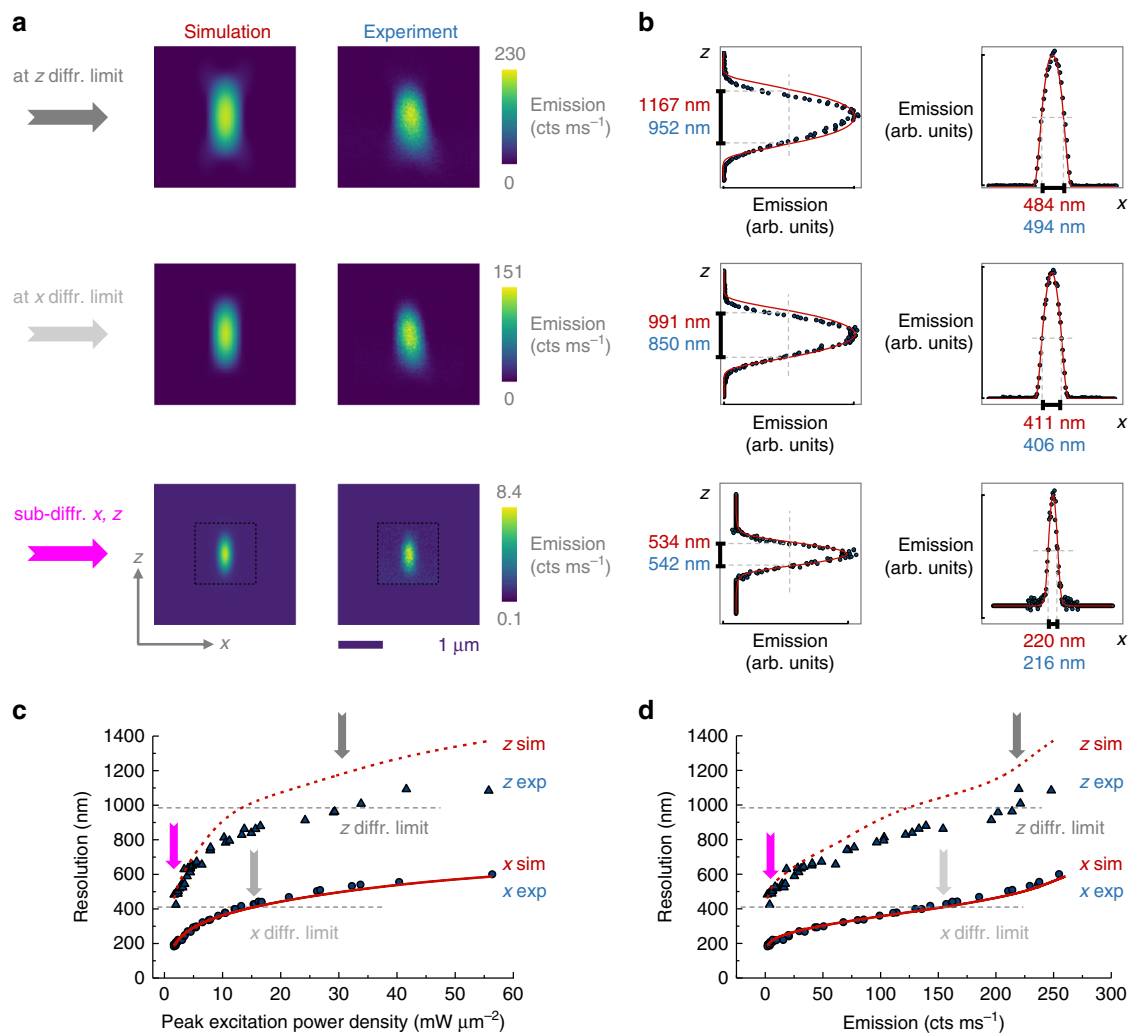 a
Simulation
Experiment
at z diffr. limit
230
Emission
(cts ms⁻¹)
0
at x diffr. limit
151
Emission
(cts ms⁻¹)
0
sub-diffr. x, z
8.4
Emission
(cts ms⁻¹)
0.1
z
x
1 μm
b
z
1167 nm
952 nm
Emission
(arb. units)
Emission
(arb. units)
484 nm
494 nm
x
z
991 nm
850 nm
Emission
(arb. units)
Emission
(arb. units)
411 nm
406 nm
x
z
534 nm
542 nm
Emission
(arb. units)
Emission
(arb. units)
220 nm
216 nm
x
c
1400
1200
1000
800
600
400
200
0
Resolution (nm)
z sim
z exp
z diffr. limit
x sim
x exp
x diffr. limit
0 10 20 30 40 50 60
Peak excitation power density (mW μm⁻²)
d
1400
1200
1000
800
600
400
200
0
Resolution (nm)
z sim
z exp
z diffr. limit
x sim
x exp
x diffr. limit
0 50 100 150 200 250 300
Emission (cts ms⁻¹)